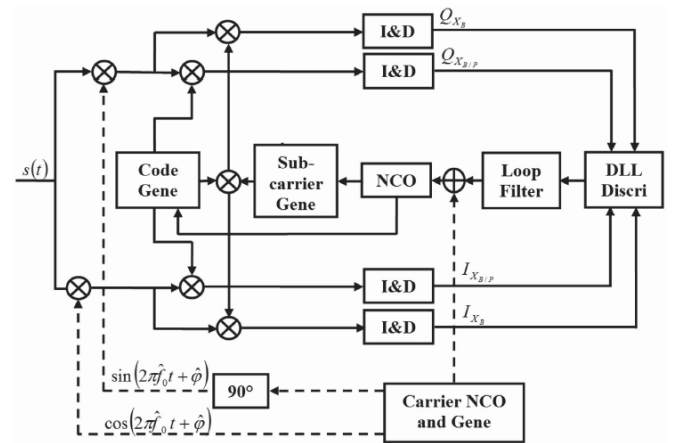 I&D
Q_{X_B}
I&D
Q_{X_{B/P}}
s(t)
Code
Gene
Sub-
carrier
Gene
NCO
Loop
Filter
DLL
Discri
I&D
I_{X_{B/P}}
I&D
I_{X_B}
sin(2πf̂₀t + φ̂)
90°
cos(2πf̂₀t + φ̂)
Carrier NCO
and Gene